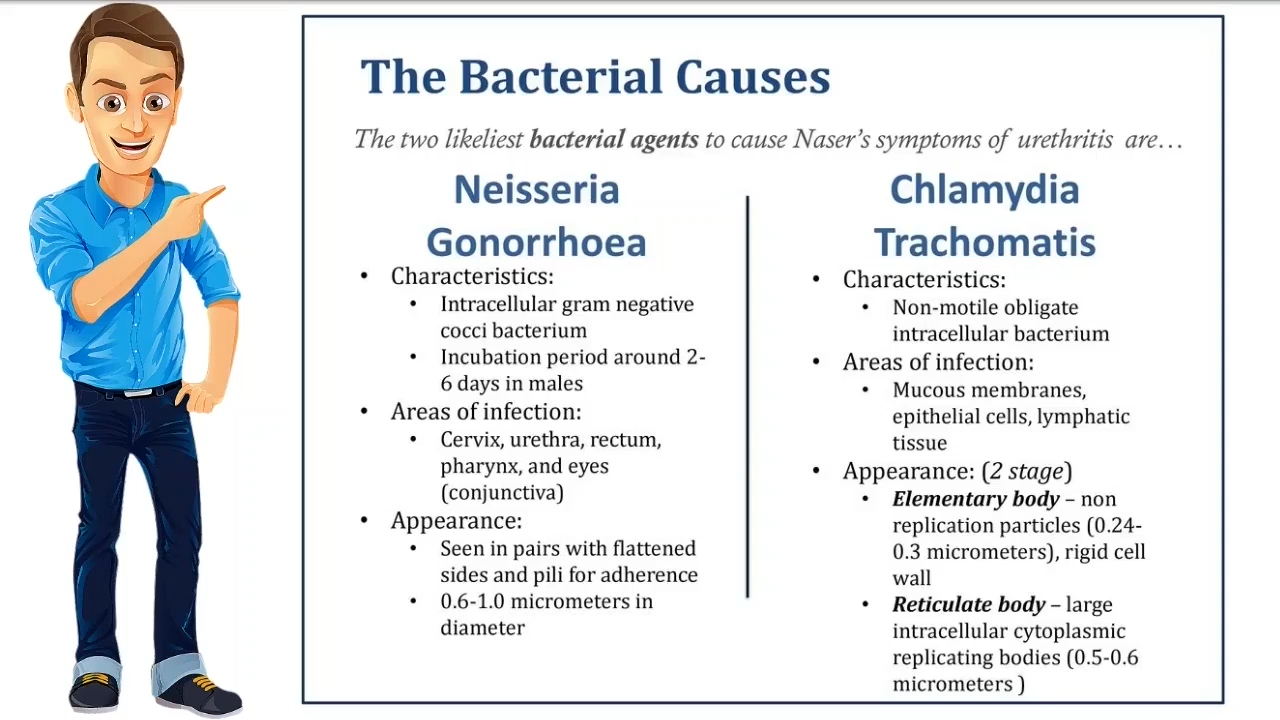 The Bacterial Causes
The two likeliest bacterial agents to cause Naser's symptoms of urethritis are…
Neisseria
Gonorrhoea
• Characteristics:
• Intracellular gram negative
cocci bacterium
• Incubation period around 2-
6 days in males
• Areas of infection:
• Cervix, urethra, rectum,
pharynx, and eyes
(conjunctiva)
• Appearance:
• Seen in pairs with flattened
sides and pili for adherence
• 0.6-1.0 micrometers in
diameter
Chlamydia
Trachomatis
• Characteristics:
• Non-motile obligate
intracellular bacterium
• Areas of infection:
• Mucous membranes,
epithelial cells, lymphatic
tissue
• Appearance: (2 stage)
• Elementary body – non
replication particles (0.24-
0.3 micrometers), rigid cell
wall
• Reticulate body – large
intracellular cytoplasmic
replicating bodies (0.5-0.6
micrometers )